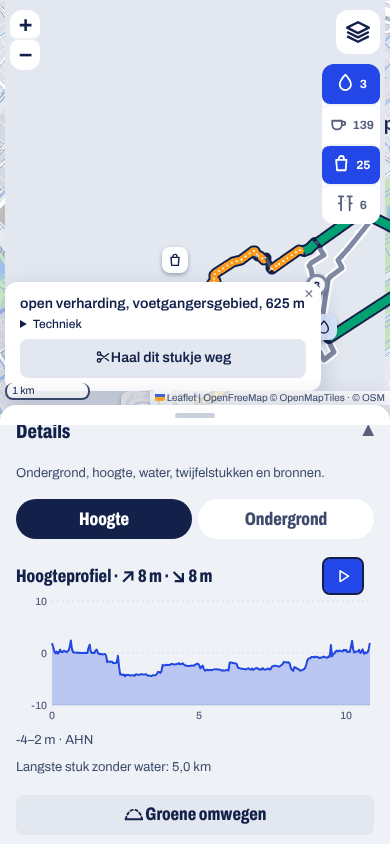 +
−
3
139
25
6
open verharding, voetgangersgebied, 625 m
×
▶ Techniek
Haal dit stukje weg
1 km
Leaflet | OpenFreeMap © OpenMapTiles · © OSM
Details ▲
Ondergrond, hoogte, water, twijfelstukken en bronnen.
Hoogte
Ondergrond
Hoogteprofiel · ↗ 8 m · ↘ 8 m
10
0
-10
0 5 10
-4–2 m · AHN
Langste stuk zonder water: 5,0 km
Groene omwegen